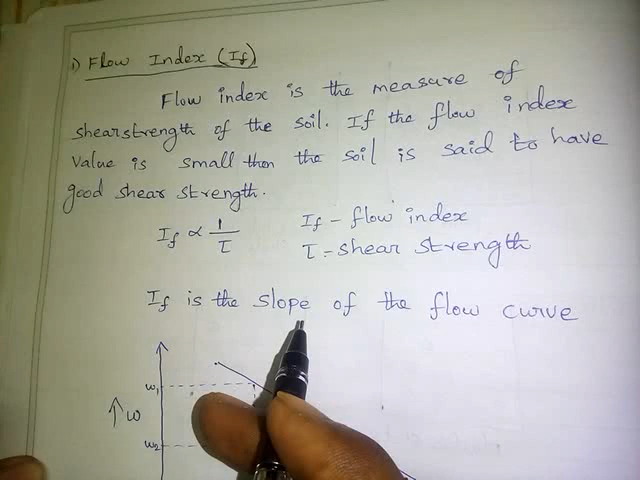 1) Flow Index (If)
Flow index is the measure of
shearstrength of the soil. If the flow index
value is small then the soil is said to have
good shear strength.
If ∝ 1/τ If - flow index
τ - shear strength
If is the slope of the flow curve
w1
↑ w
w2